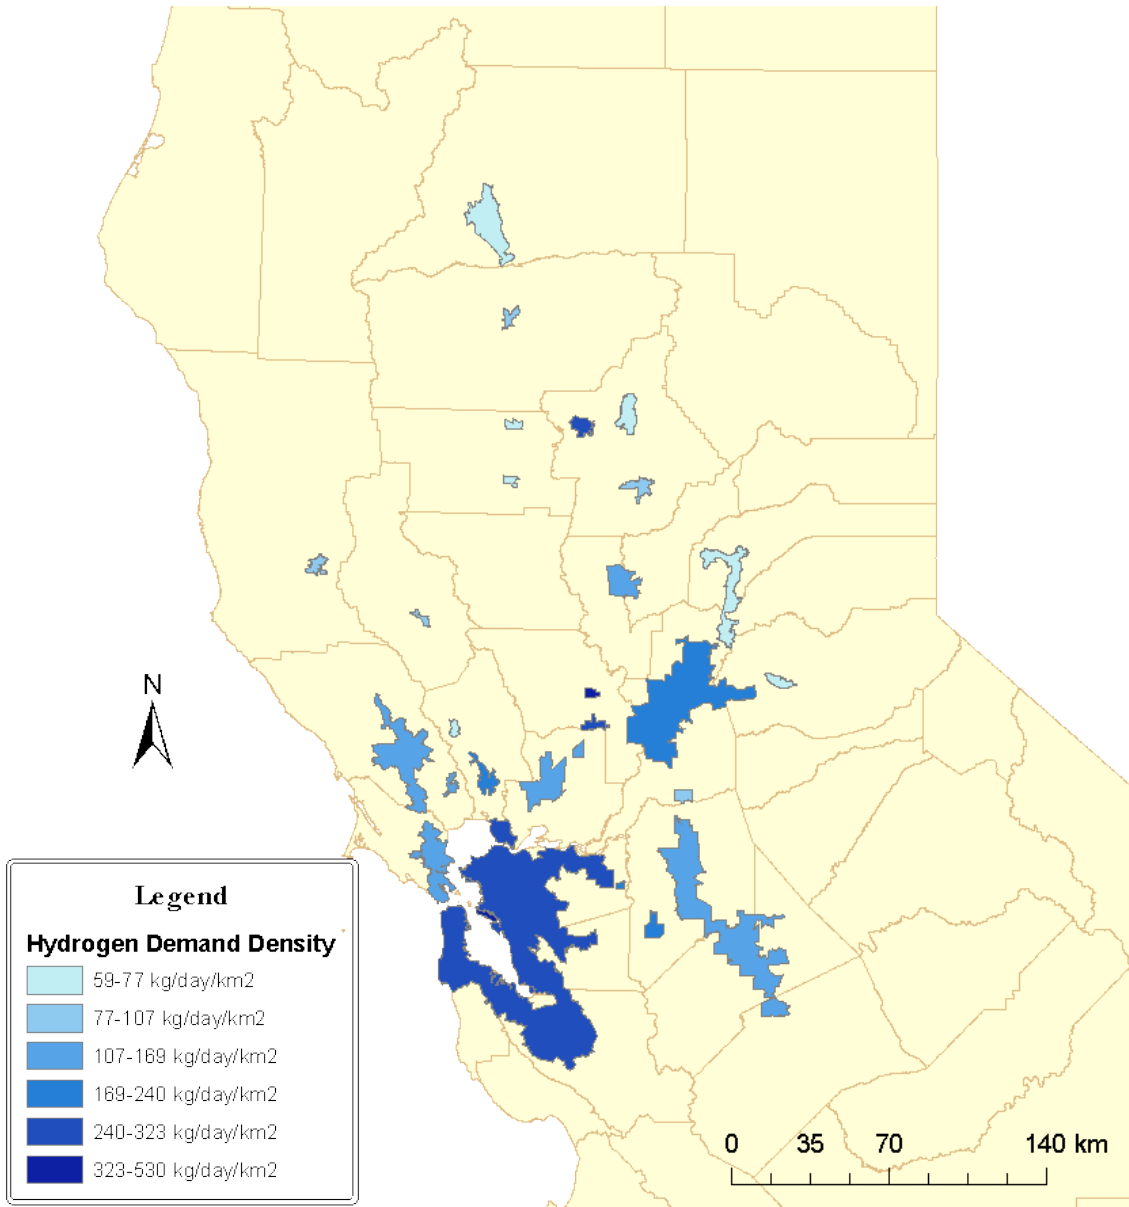 N
Legend
Hydrogen Demand Density
59-77 kg/day/km2
77-107 kg/day/km2
107-169 kg/day/km2
169-240 kg/day/km2
240-323 kg/day/km2
323-530 kg/day/km2
0 35 70 140 km